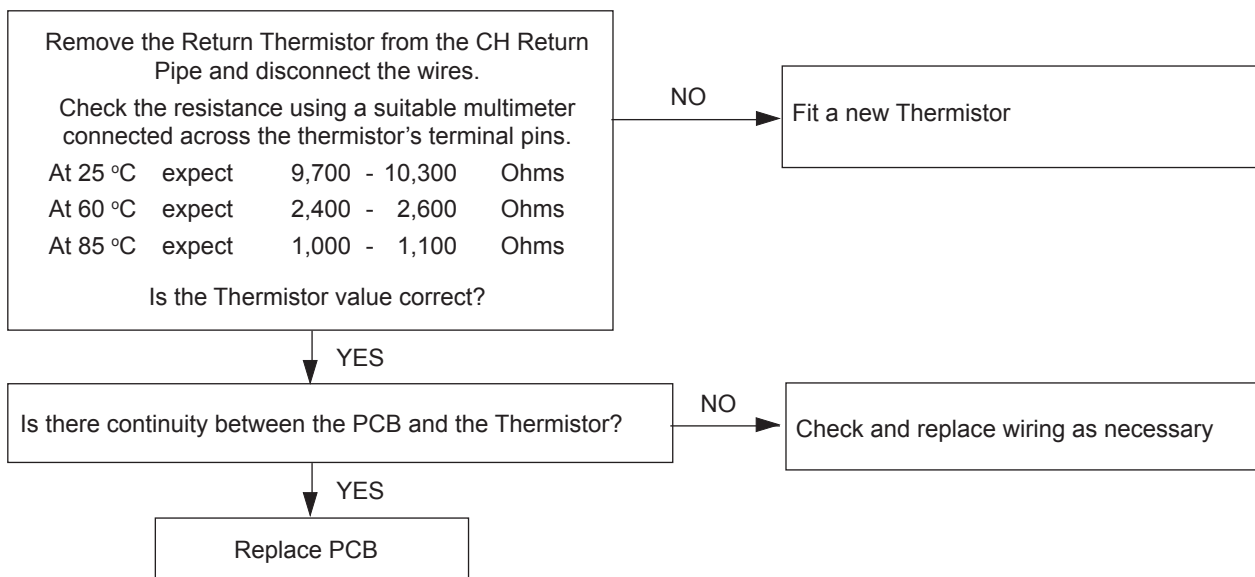 Remove the Return Thermistor from the CH Return
Pipe and disconnect the wires.
Check the resistance using a suitable multimeter
connected across the thermistor's terminal pins.
At 25 °C expect 9,700 - 10,300 Ohms
At 60 °C expect 2,400 - 2,600 Ohms
At 85 °C expect 1,000 - 1,100 Ohms
Is the Thermistor value correct?
NO
Fit a new Thermistor
YES
Is there continuity between the PCB and the Thermistor?
NO
Check and replace wiring as necessary
YES
Replace PCB